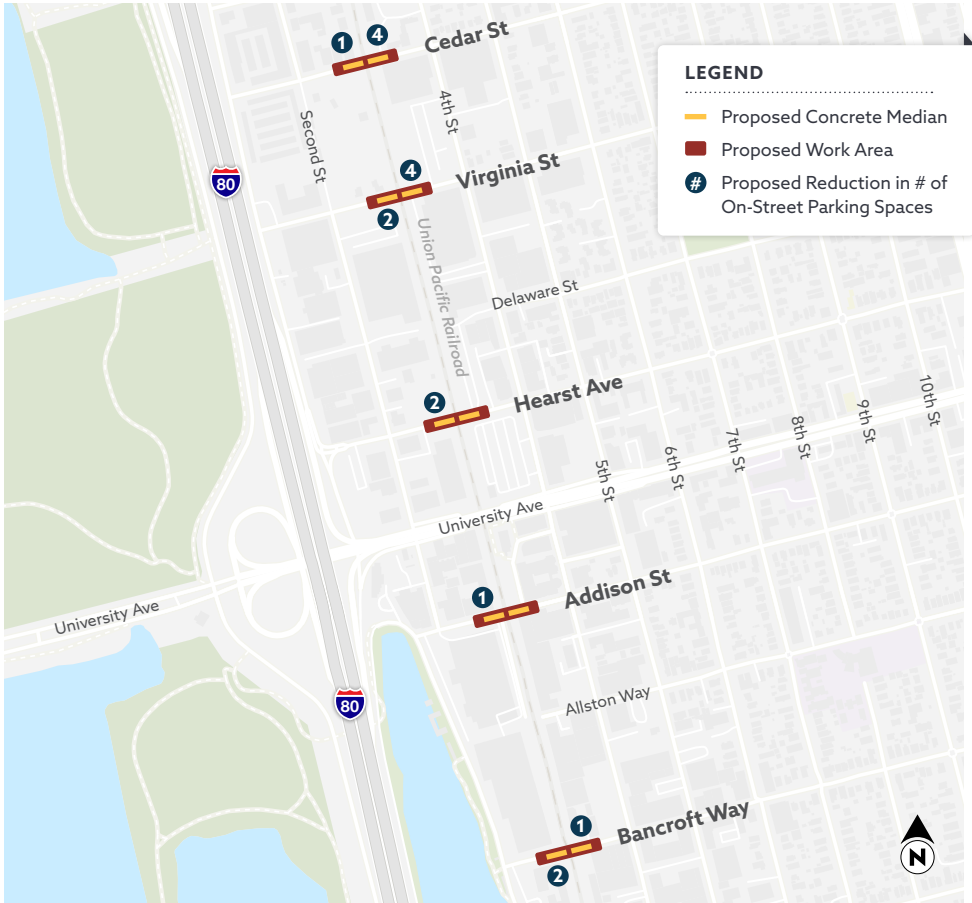 1
4
Cedar St
LEGEND
Proposed Concrete Median
Proposed Work Area
#
Proposed Reduction in # of
On-Street Parking Spaces
4th St
Second St
80
4
Virginia St
2
Union Pacific Railroad
Delaware St
2
Hearst Ave
10th St
9th St
8th St
7th St
6th St
5th St
University Ave
1
Addison St
University Ave
80
Allston Way
1
Bancroft Way
2
N